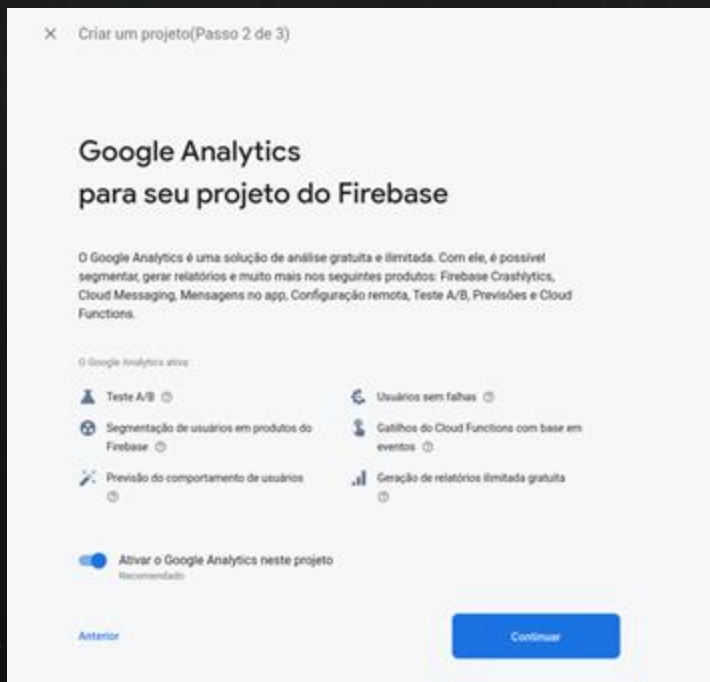 Criar um projeto(Passo 2 de 3)
Google Analytics
para seu projeto do Firebase
O Google Analytics é uma solução de análise gratuita e ilimitada. Com ele, é possível
segmentar, gerar relatórios e muito mais nos seguintes produtos: Firebase Crashlytics,
Cloud Messaging, Mensagens no app, Configuração remota, Teste A/B, Previsões e Cloud
Functions.
O Google Analytics ativa:
Teste A/B
Usuários sem falhas
Segmentação de usuários em produtos do
Firebase
Gatilhos do Cloud Functions com base em
eventos
Previsão do comportamento de usuários
Geração de relatórios ilimitada gratuita
Ativar o Google Analytics neste projeto
Recomendado
Anterior
Continuar